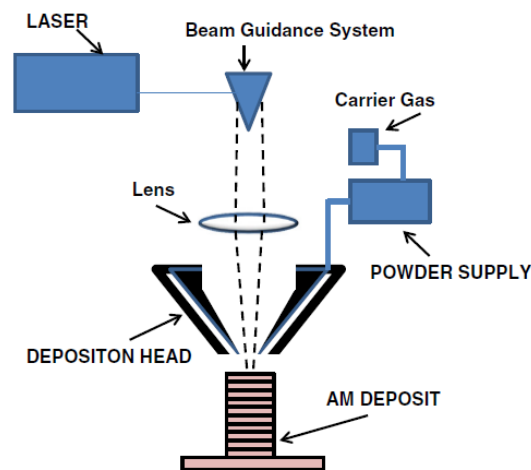 LASER
Beam Guidance System
Carrier Gas
Lens
POWDER SUPPLY
DEPOSITON HEAD
AM DEPOSIT